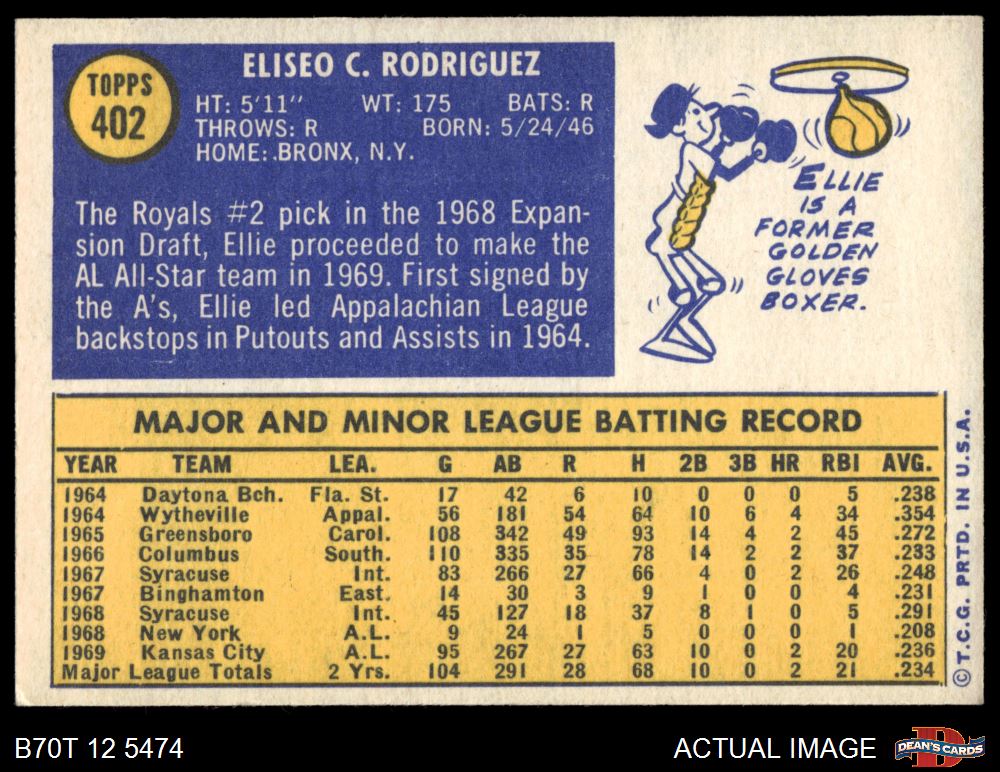 TOPPS
402
ELISEO C. RODRIGUEZ
HT: 5'11" WT: 175 BATS: R
THROWS: R BORN: 5/24/46
HOME: BRONX, N.Y.
The Royals #2 pick in the 1968 Expan-
sion Draft, Ellie proceeded to make the
AL All-Star team in 1969. First signed by
the A's, Ellie led Appalachian League
backstops in Putouts and Assists in 1964.
ELLIE
IS A
FORMER
GOLDEN
GLOVES
BOXER.
MAJOR AND MINOR LEAGUE BATTING RECORD
YEAR TEAM LEA. G AB R H 2B 3B HR RBI AVG.
1964 Daytona Bch. Fla. St. 17 42 6 10 0 0 0 5 .238
1964 Wytheville Appal. 56 181 54 64 10 6 4 34 .354
1965 Greensboro Carol. 108 342 49 93 14 4 2 45 .272
1966 Columbus South. 110 335 35 78 14 2 2 37 .233
1967 Syracuse Int. 83 266 27 66 4 0 2 26 .248
1967 Binghamton East. 14 30 3 9 1 0 0 4 .231
1968 Syracuse Int. 45 127 18 37 8 1 0 5 .291
1968 New York A.L. 9 24 1 5 0 0 0 1 .208
1969 Kansas City A.L. 95 267 27 63 10 0 2 20 .236
Major League Totals 2 Yrs. 104 291 28 68 10 0 2 21 .234
© T.C.G. PRTD. IN U.S.A.
B70T 12 5474
ACTUAL IMAGE
DEAN'S CARDS